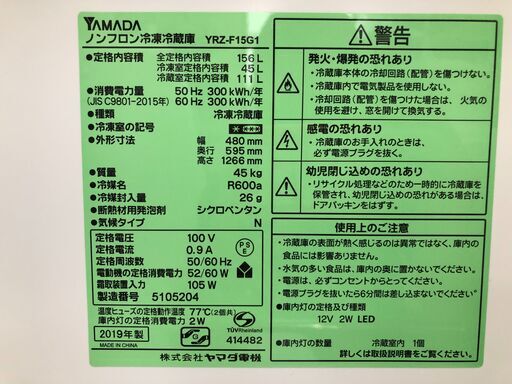 YAMADA
ノンフロン冷凍冷蔵庫 YRZ-F15G1
●定格内容積 全定格内容積 156 L
冷凍室定格内容積 45 L
冷蔵室定格内容積 111 L
●消費電力量 50 Hz 300 kWh/年
(JIS C9801-2015年) 60 Hz 300 kWh/年
●種類 冷凍冷蔵庫
●冷凍室の記号
●外形寸法 幅 480 mm
奥行 595 mm
高さ 1266 mm
●質量 45 kg
●冷媒名 R600a
●冷媒封入量 26 g
●断熱材用発泡剤 シクロペンタン
●気候タイプ N
定格電圧 100 V
定格電流 0.9 A
定格周波数 50/60 Hz
電動機の定格消費電力 52/60 W
霜取装置入力 105 W
製造番号 5105204
PSE
温度ヒューズの定格動作温度 77℃(2個共)
庫内灯の定格消費電力 2 W
TÜVRheinland
2019年製
MADE IN CHINA
414482
株式会社 ヤマダ電機
警告
発火・爆発の恐れあり
•冷蔵庫本体の冷却回路(配管)を傷つけない。
•冷蔵庫内で電気製品を使用しない。
•冷却回路(配管)を傷つけた場合は、火気の
使用を避け、窓を開けて換気する。
感電の恐れあり
•冷蔵庫のお手入れのときは、
必ず電源プラグを抜く。
幼児閉じ込めの恐れあり
•リサイクル処理などのため一時的に冷蔵庫を
保管されるときは、幼児が閉じ込められないよう
ドアパッキンをはずす。
使用上のご注意
•冷蔵庫の表面が熱く感じるのは異常ではなく、庫内の
食品には影響ありません。
•水気の多い食品は、庫内の奥に置くと凍ることがあります。
•電源は、必ずコンセントからとってください。
•電源プラグを抜いたら6分間は差し込まないでください。
•庫内灯の定格及び種類
12V 2W LED
庫内灯の数量 冷蔵室内 1個
詳しくは取扱説明書をご覧ください。